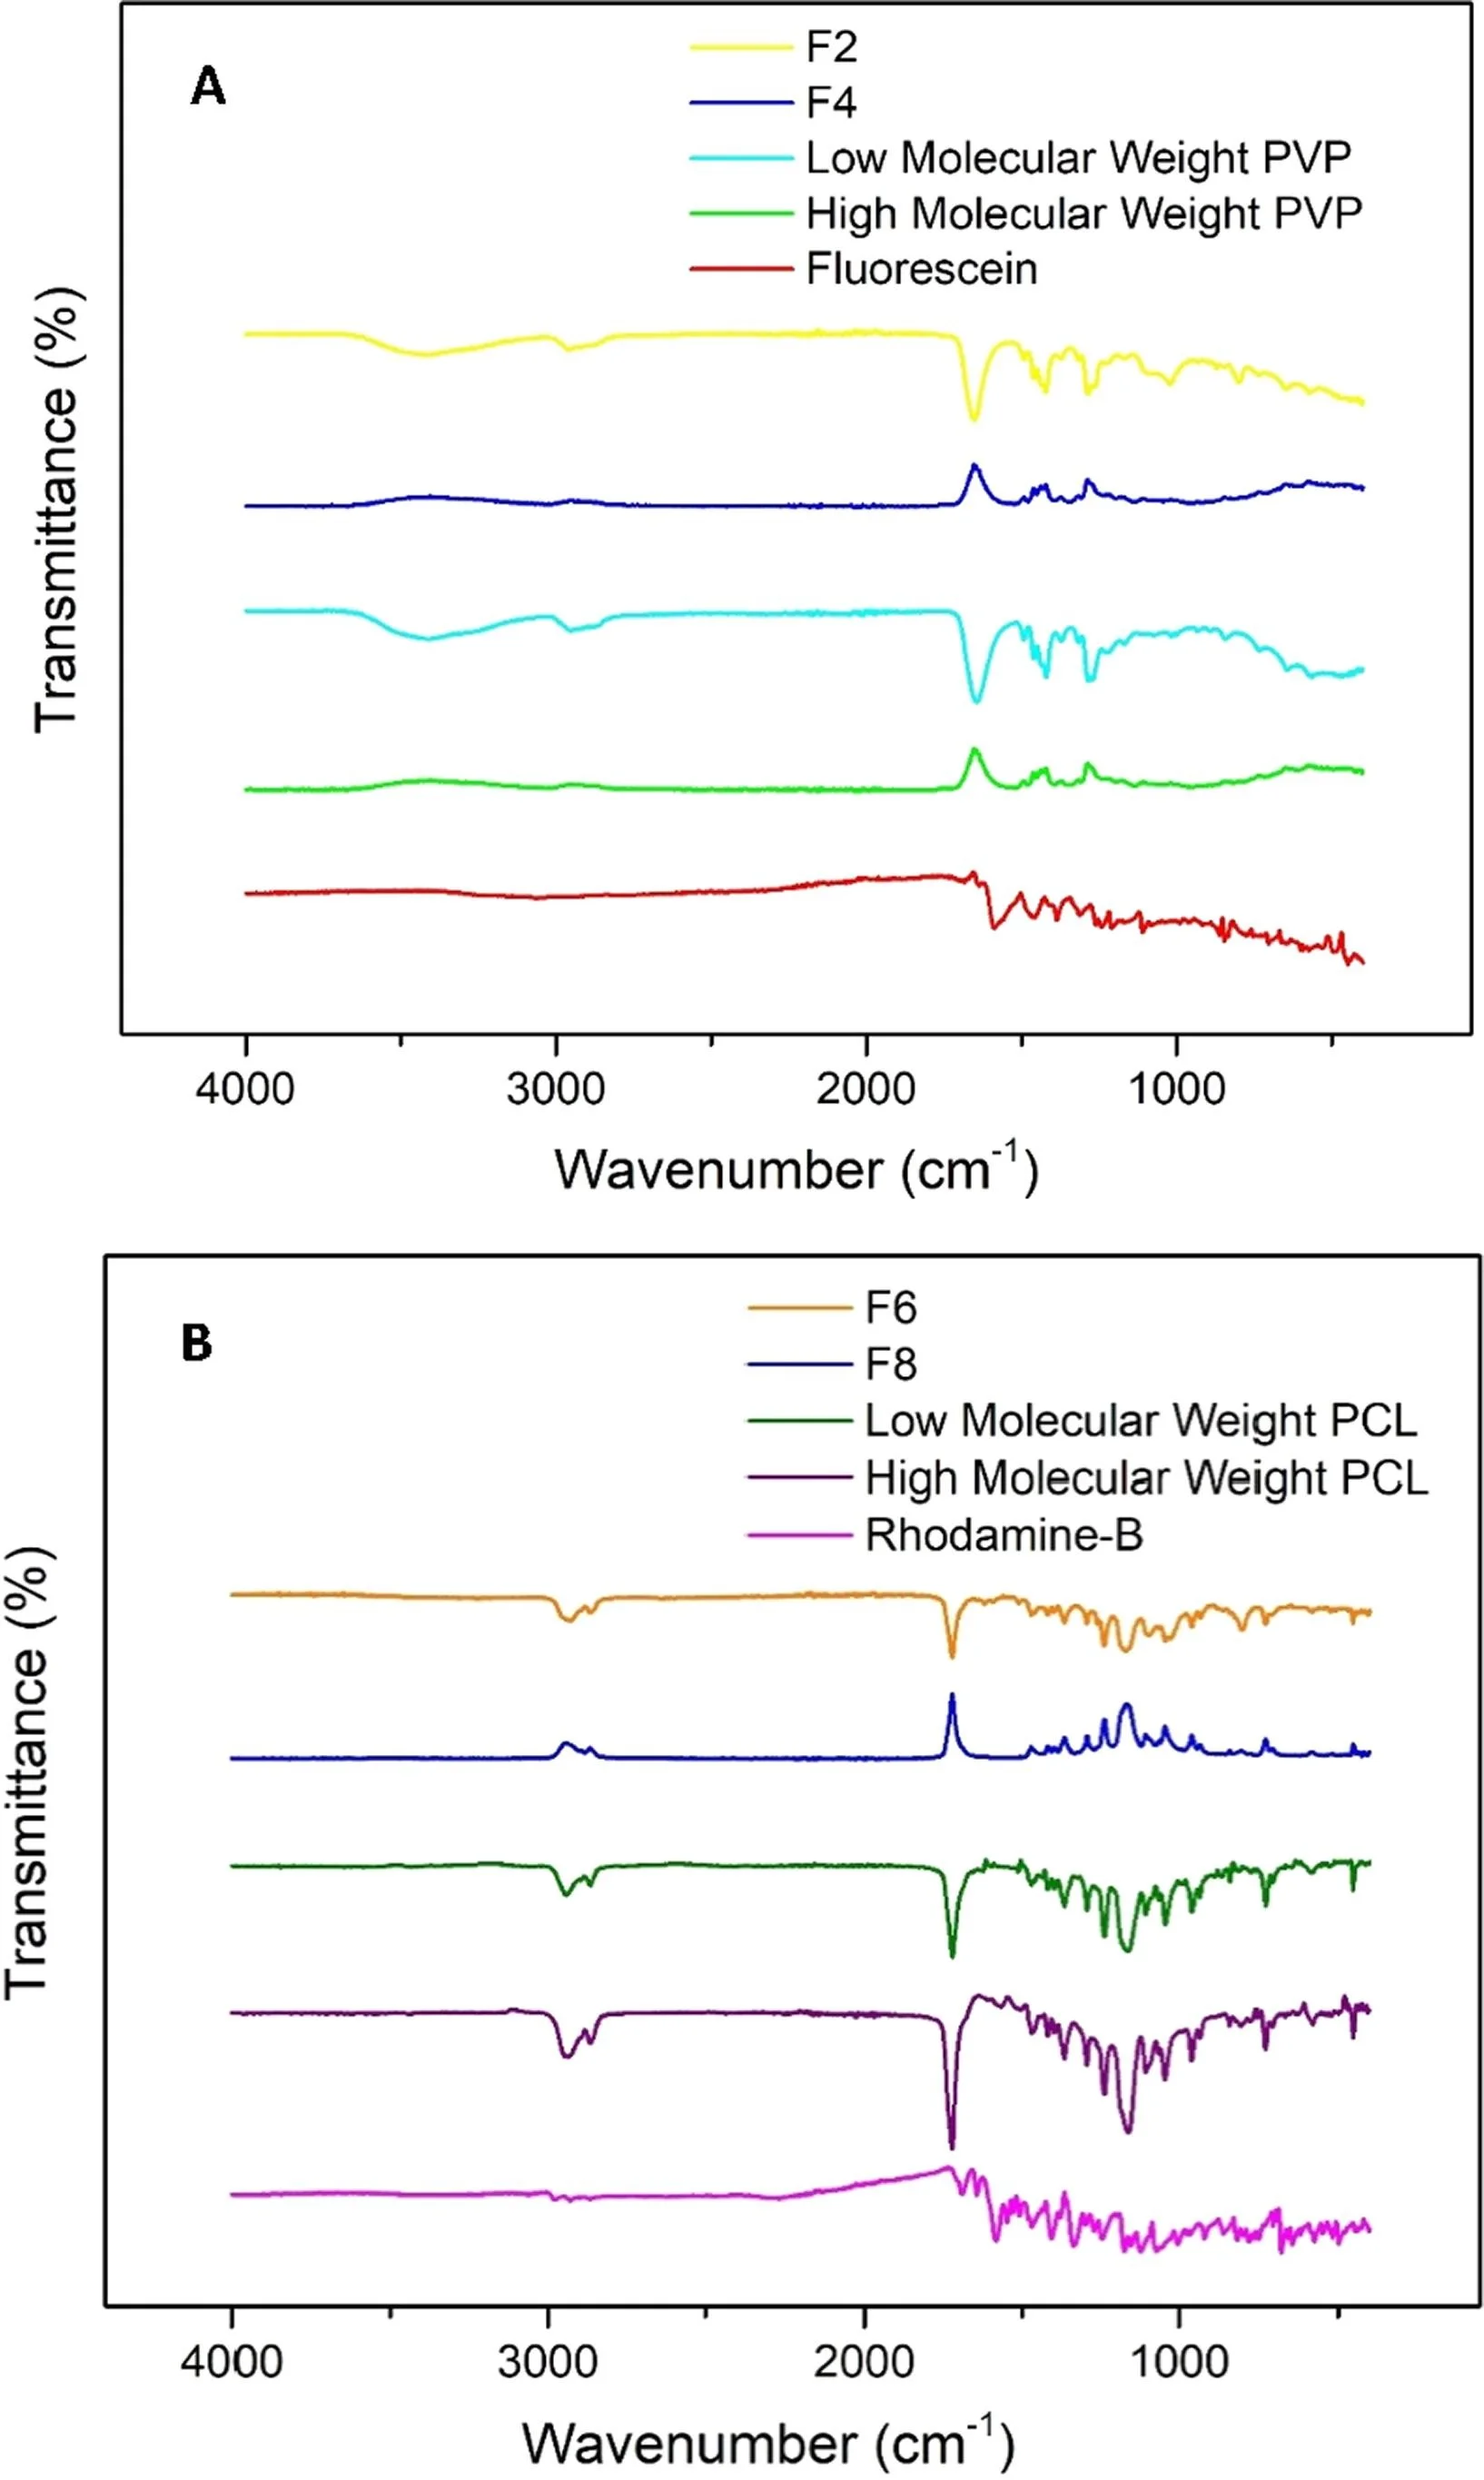 A
F2
F4
Low Molecular Weight PVP
High Molecular Weight PVP
Fluorescein
Transmittance (%)
4000 3000 2000 1000
Wavenumber (cm⁻¹)
B
F6
F8
Low Molecular Weight PCL
High Molecular Weight PCL
Rhodamine-B
Transmittance (%)
4000 3000 2000 1000
Wavenumber (cm⁻¹)